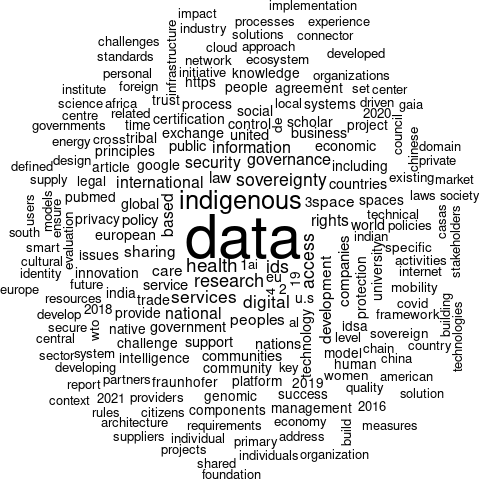 implementation
impact processes experience
industry solutions connector
challenges infrastructure cloud approach
standards network ecosystem developed
personal initiative knowledge organizations
institute foreign https people agreement set center
science africa related trust process social local systems driven gaia
centre time certification control de scholar 2020 council
governments crosstribal exchange united business project chinese domain
energy principles public information economic private
defined design article google security governance including existing market
supply legal international law sovereignty countries laws society
users models ensure pubmed global based indigenous 3 space spaces casas stakeholders
privacy policy rights technical
south evaluation european data world policies
smart issues sharing indian specific
cultural health 1 ai ids access companies protection university activities
identity innovation care research eu 19 internet
europe future service 4 2 development mobility
resources india trade services digital u.s covid building technologies
develop 2018 provide national peoples al technology idsa framework
secure wto native government level sovereign
central challenge support nations model chain country
sector system intelligence communities human china
developing community key women american
report partners fraunhofer platform 2019 quality
context 2021 providers genomic success solution
rules citizens components management 2016
architecture requirements economy build measures
suppliers individual primary address
projects individuals organization
shared
foundation